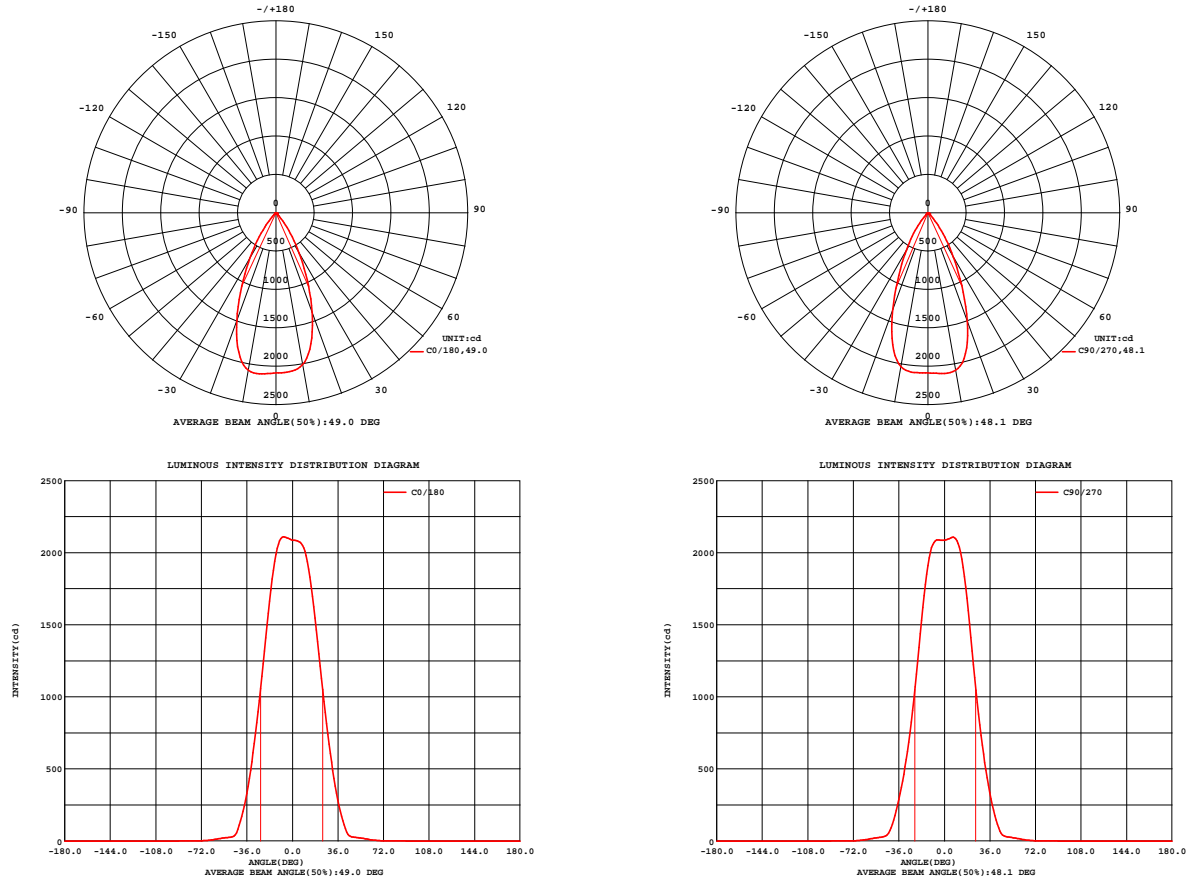 -/+180
-150
150
-120
120
-90
90
-60
60
-30
30
0
0
500
1000
1500
2000
2500
UNIT:cd
C0/180,49.0
AVERAGE BEAM ANGLE(50%):49.0 DEG
-/+180
-150
150
-120
120
-90
90
-60
60
-30
30
0
0
500
1000
1500
2000
2500
UNIT:cd
C90/270,48.1
AVERAGE BEAM ANGLE(50%):48.1 DEG
LUMINOUS INTENSITY DISTRIBUTION DIAGRAM
C0/180
INTENSITY(cd)
2500
2000
1500
1000
500
0
-180.0 -144.0 -108.0 -72.0 -36.0 0.0 36.0 72.0 108.0 144.0 180.0
ANGLE(DEG)
AVERAGE BEAM ANGLE(50%):49.0 DEG
LUMINOUS INTENSITY DISTRIBUTION DIAGRAM
C90/270
INTENSITY(cd)
2500
2000
1500
1000
500
0
-180.0 -144.0 -108.0 -72.0 -36.0 0.0 36.0 72.0 108.0 144.0 180.0
ANGLE(DEG)
AVERAGE BEAM ANGLE(50%):48.1 DEG